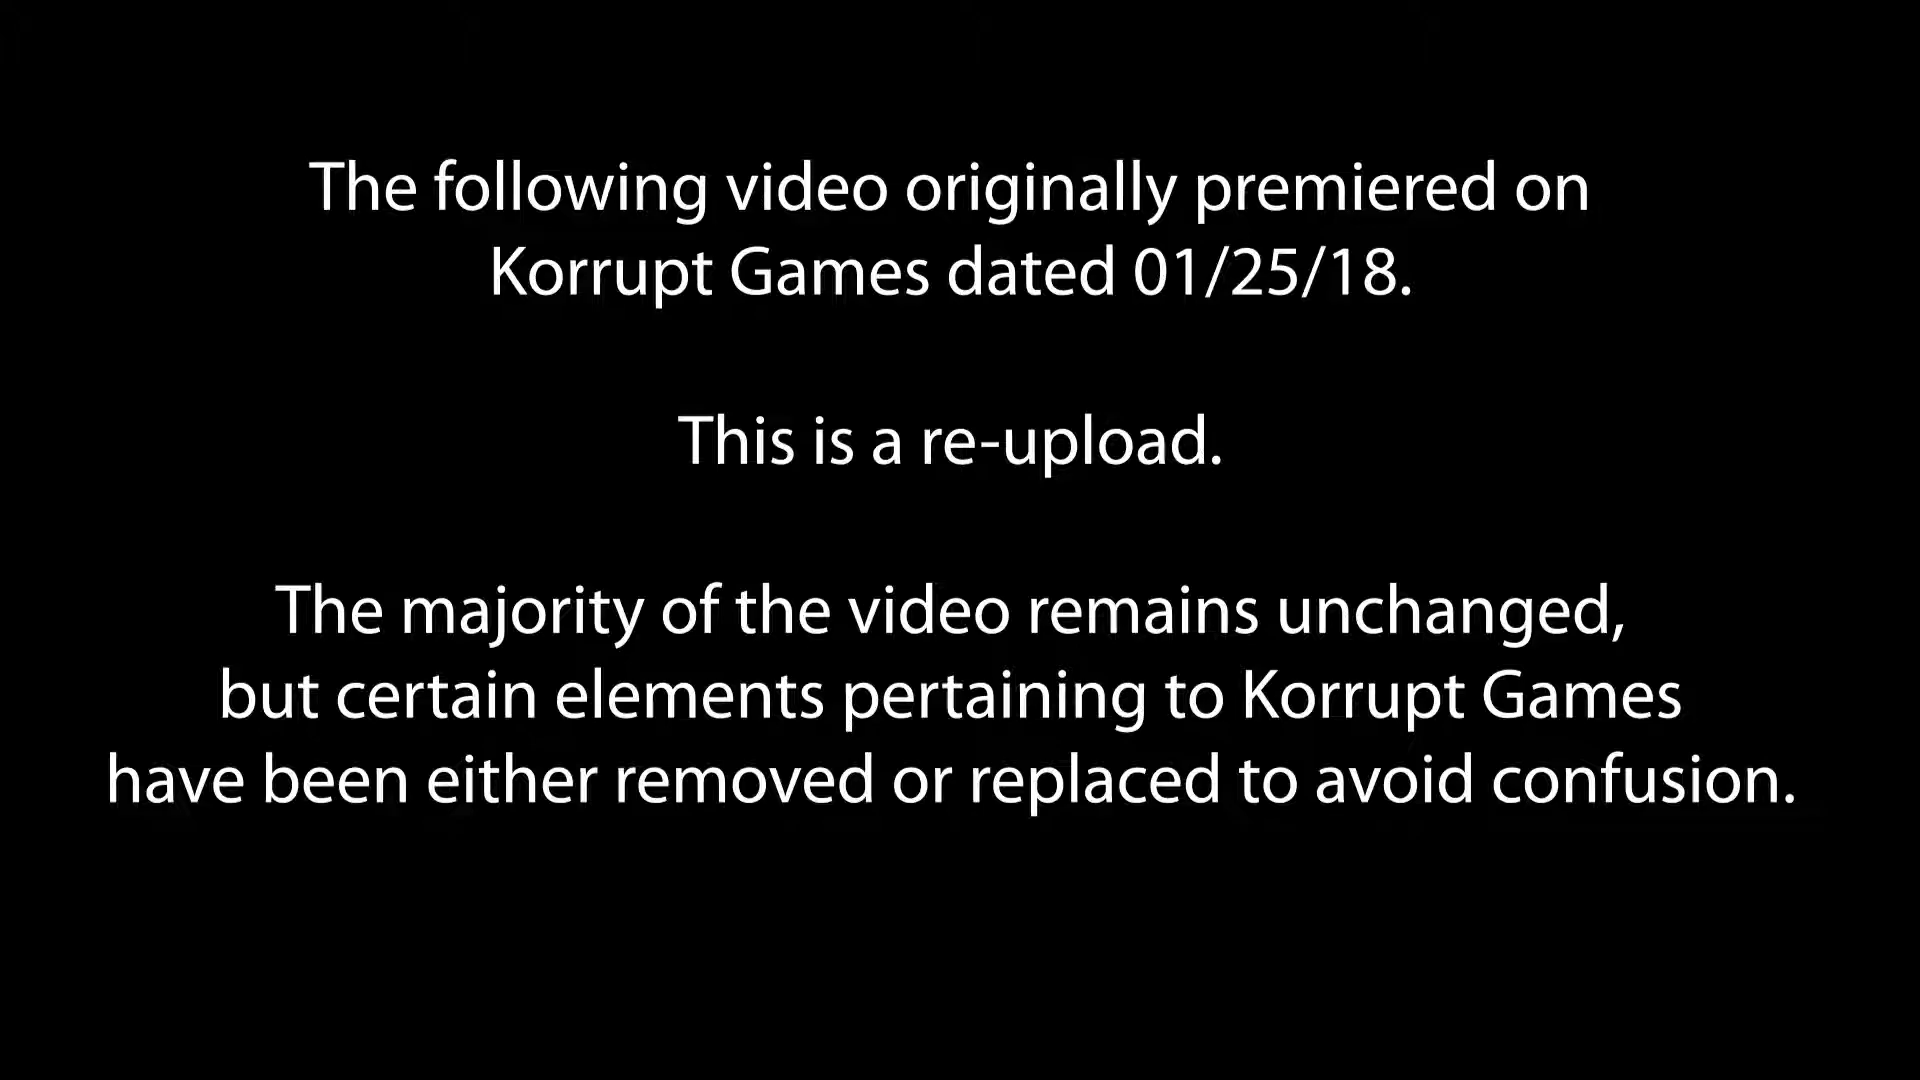 The following video originally premiered on
Korrupt Games dated 01/25/18.
This is a re-upload.
The majority of the video remains unchanged,
but certain elements pertaining to Korrupt Games
have been either removed or replaced to avoid confusion.